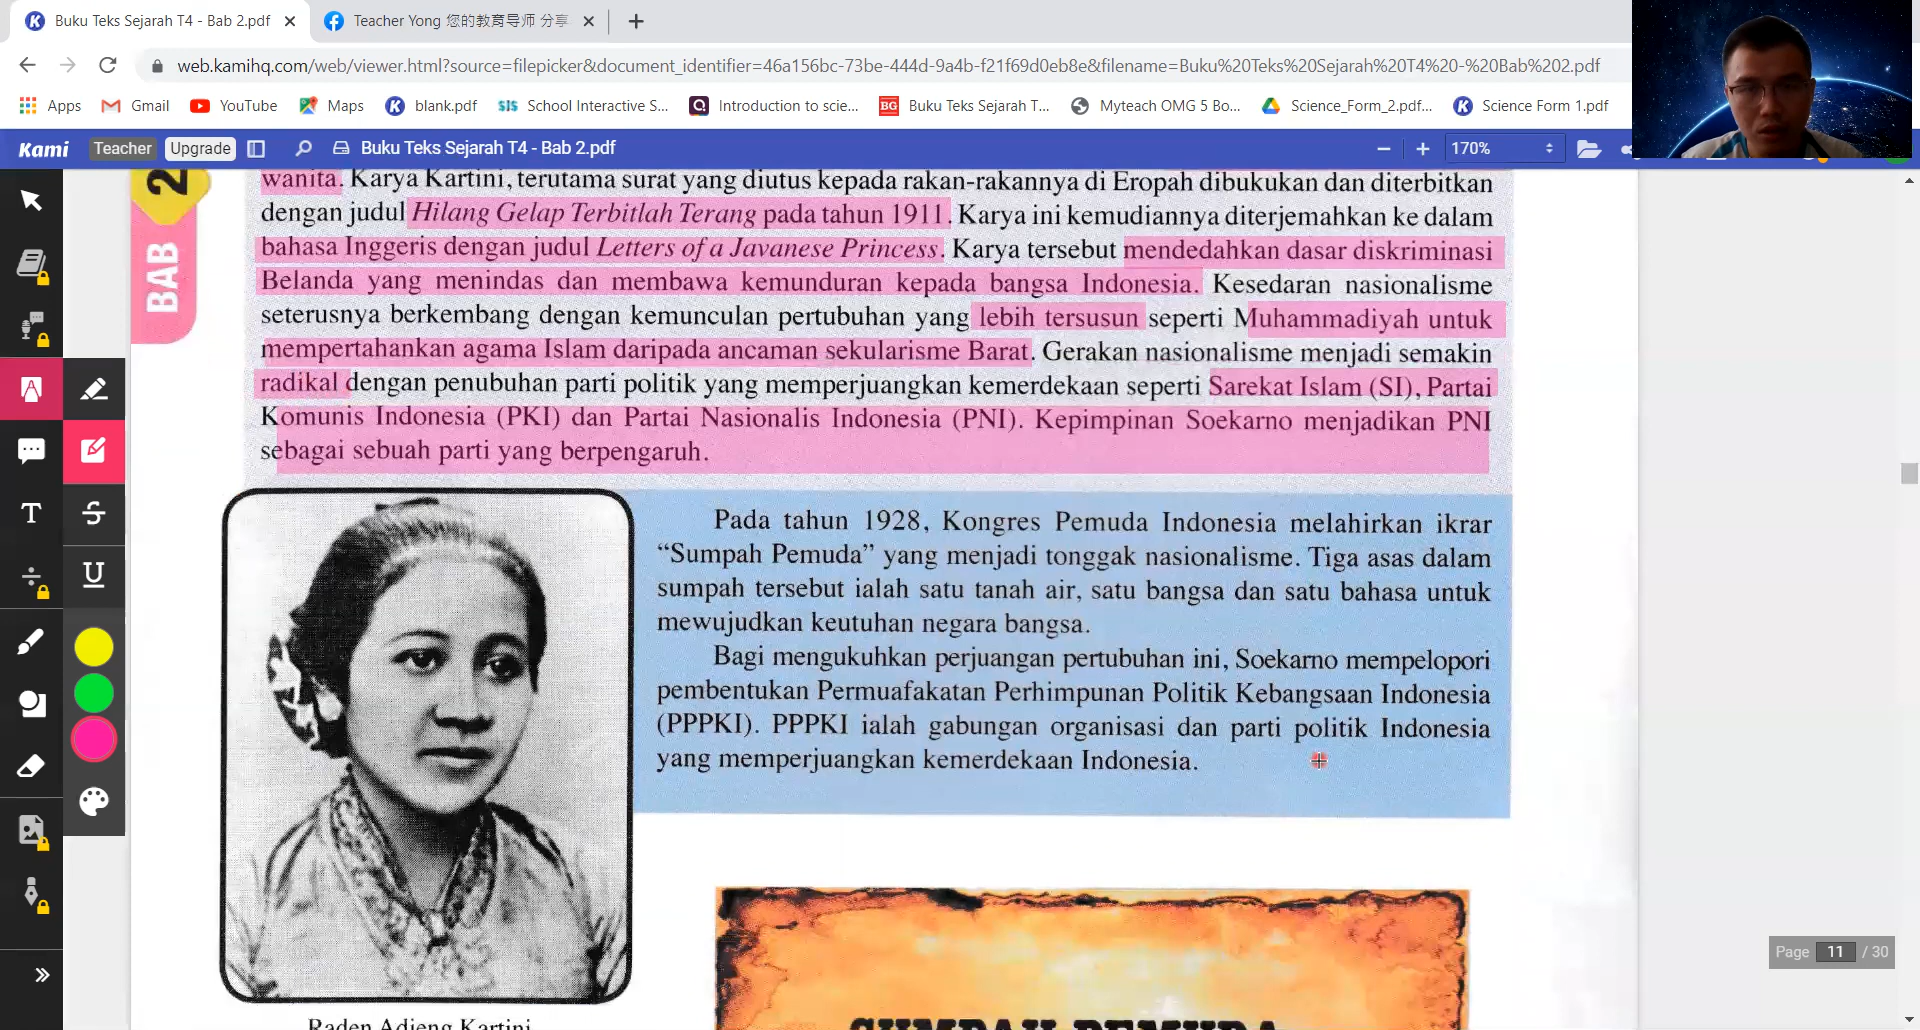 Buku Teks Sejarah T4 - Bab 2.pdf
Teacher Yong 您的教育导师 分享
web.kamihq.com/web/viewer.html?source=filepicker&document_identifier=46a156bc-73be-444d-9a4b-f21f69d0eb8e&filename=Buku%20Teks%20Sejarah%20T4%20-%20Bab%202.pdf
Apps Gmail YouTube Maps blank.pdf School Interactive S... Introduction to scie... Buku Teks Sejarah T... Myteach OMG 5 Bo... Science_Form_2.pdf... Science Form 1.pdf
Kami Teacher Upgrade Buku Teks Sejarah T4 - Bab 2.pdf 170%
BAB 2
wanita. Karya Kartini, terutama surat yang diutus kepada rakan-rakannya di Eropah dibukukan dan diterbitkan
dengan judul Hilang Gelap Terbitlah Terang pada tahun 1911. Karya ini kemudiannya diterjemahkan ke dalam
bahasa Inggeris dengan judul Letters of a Javanese Princess. Karya tersebut mendedahkan dasar diskriminasi
Belanda yang menindas dan membawa kemunduran kepada bangsa Indonesia. Kesedaran nasionalisme
seterusnya berkembang dengan kemunculan pertubuhan yang lebih tersusun seperti Muhammadiyah untuk
mempertahankan agama Islam daripada ancaman sekularisme Barat. Gerakan nasionalisme menjadi semakin
radikal dengan penubuhan parti politik yang memperjuangkan kemerdekaan seperti Sarekat Islam (SI), Partai
Komunis Indonesia (PKI) dan Partai Nasionalis Indonesia (PNI). Kepimpinan Soekarno menjadikan PNI
sebagai sebuah parti yang berpengaruh.
Pada tahun 1928, Kongres Pemuda Indonesia melahirkan ikrar
“Sumpah Pemuda” yang menjadi tonggak nasionalisme. Tiga asas dalam
sumpah tersebut ialah satu tanah air, satu bangsa dan satu bahasa untuk
mewujudkan keutuhan negara bangsa.
Bagi mengukuhkan perjuangan pertubuhan ini, Soekarno mempelopori
pembentukan Permuafakatan Perhimpunan Politik Kebangsaan Indonesia
(PPPKI). PPPKI ialah gabungan organisasi dan parti politik Indonesia
yang memperjuangkan kemerdekaan Indonesia.
Raden Adjeng Kartini
SUMPAH PEMUDA
Page 11 / 30